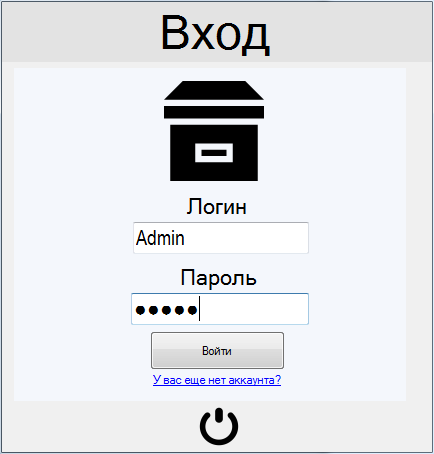 Вход
Логин
Admin
Пароль
●●●●●
Войти
У вас еще нет аккаунта?